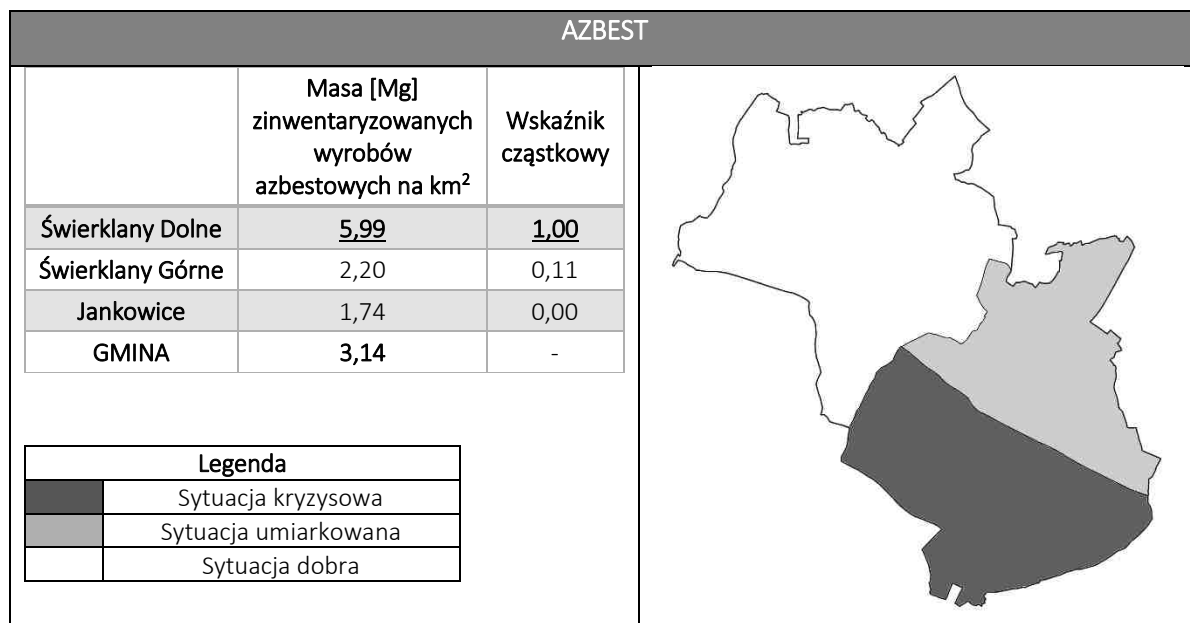 AZBEST
Masa [Mg]
zinwentaryzowanych
wyrobów
azbestowych na km²
Wskaźnik
cząstkowy
Świerklany Dolne 5,99 1,00
Świerklany Górne 2,20 0,11
Jankowice 1,74 0,00
GMINA 3,14 -
Legenda
Sytuacja kryzysowa
Sytuacja umiarkowana
Sytuacja dobra